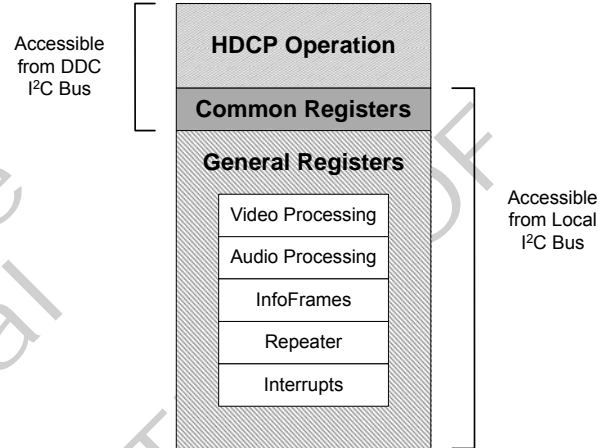 Accessible
from DDC
I²C Bus
HDCP Operation
Common Registers
General Registers
Video Processing
Audio Processing
InfoFrames
Repeater
Interrupts
Accessible
from Local
I²C Bus